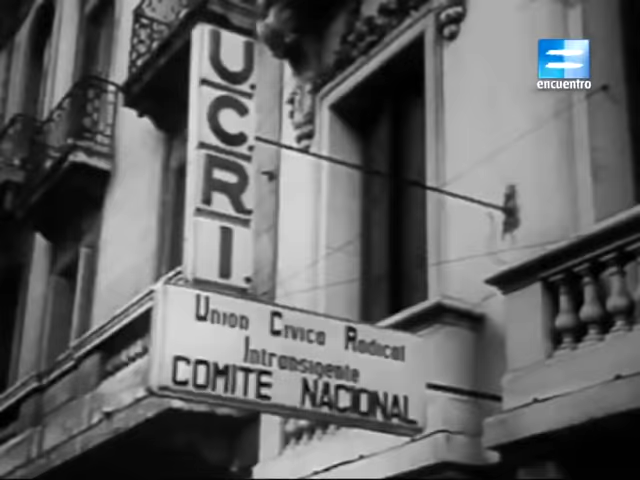 encuentro
U.
C.
R.
I.
Union Civica Radical
Intransigente
COMITE NACIONAL